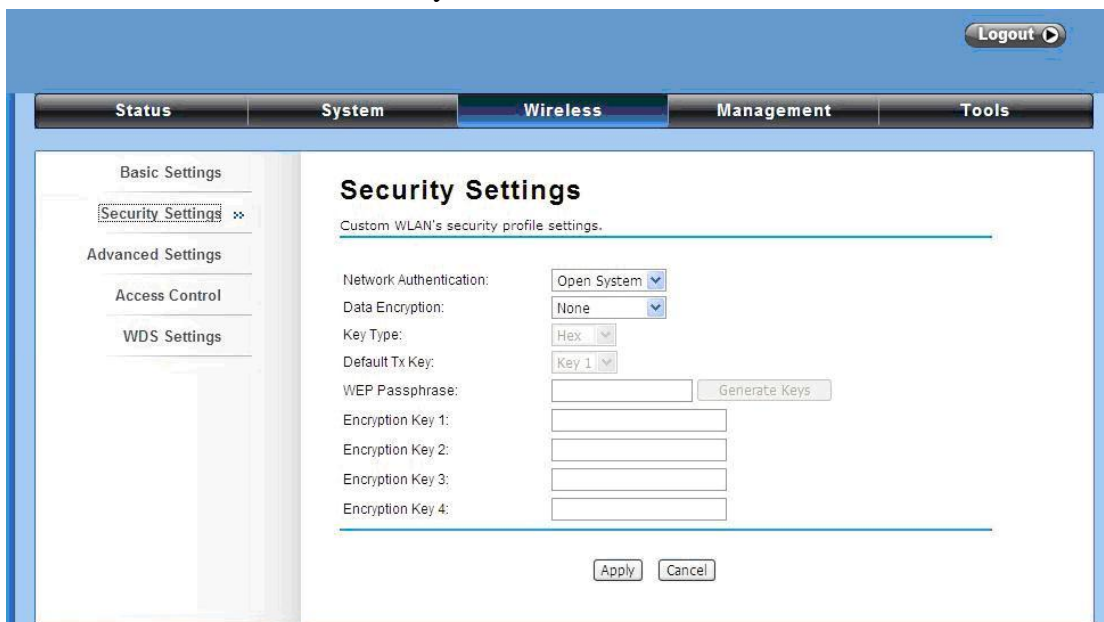 Logout
Status System Wireless Management Tools
Basic Settings
Security Settings »
Advanced Settings
Access Control
WDS Settings
Security Settings
Custom WLAN's security profile settings.
Network Authentication: Open System
Data Encryption: None
Key Type: Hex
Default Tx Key: Key 1
WEP Passphrase: Generate Keys
Encryption Key 1:
Encryption Key 2:
Encryption Key 3:
Encryption Key 4:
Apply Cancel